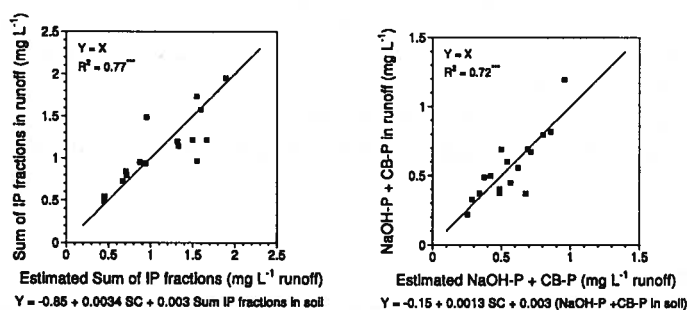 2.5
2
1.5
1
0.5
0
Sum of IP fractions in runoff (mg L-1)
Y = X
R2 = 0.77***
0 0.5 1 1.5 2 2.5
Estimated Sum of IP fractions (mg L-1 runoff)
Y = -0.85 + 0.0034 SC + 0.003 Sum IP fractions in soil
1.5
1
0.5
0
NaOH-P + CB-P in runoff (mg L-1)
Y = X
R2 = 0.72***
0 0.5 1 1.5
Estimated NaOH-P + CB-P (mg L-1 runoff)
Y = -0.15 + 0.0013 SC + 0.003 (NaOH-P +CB-P in soil)